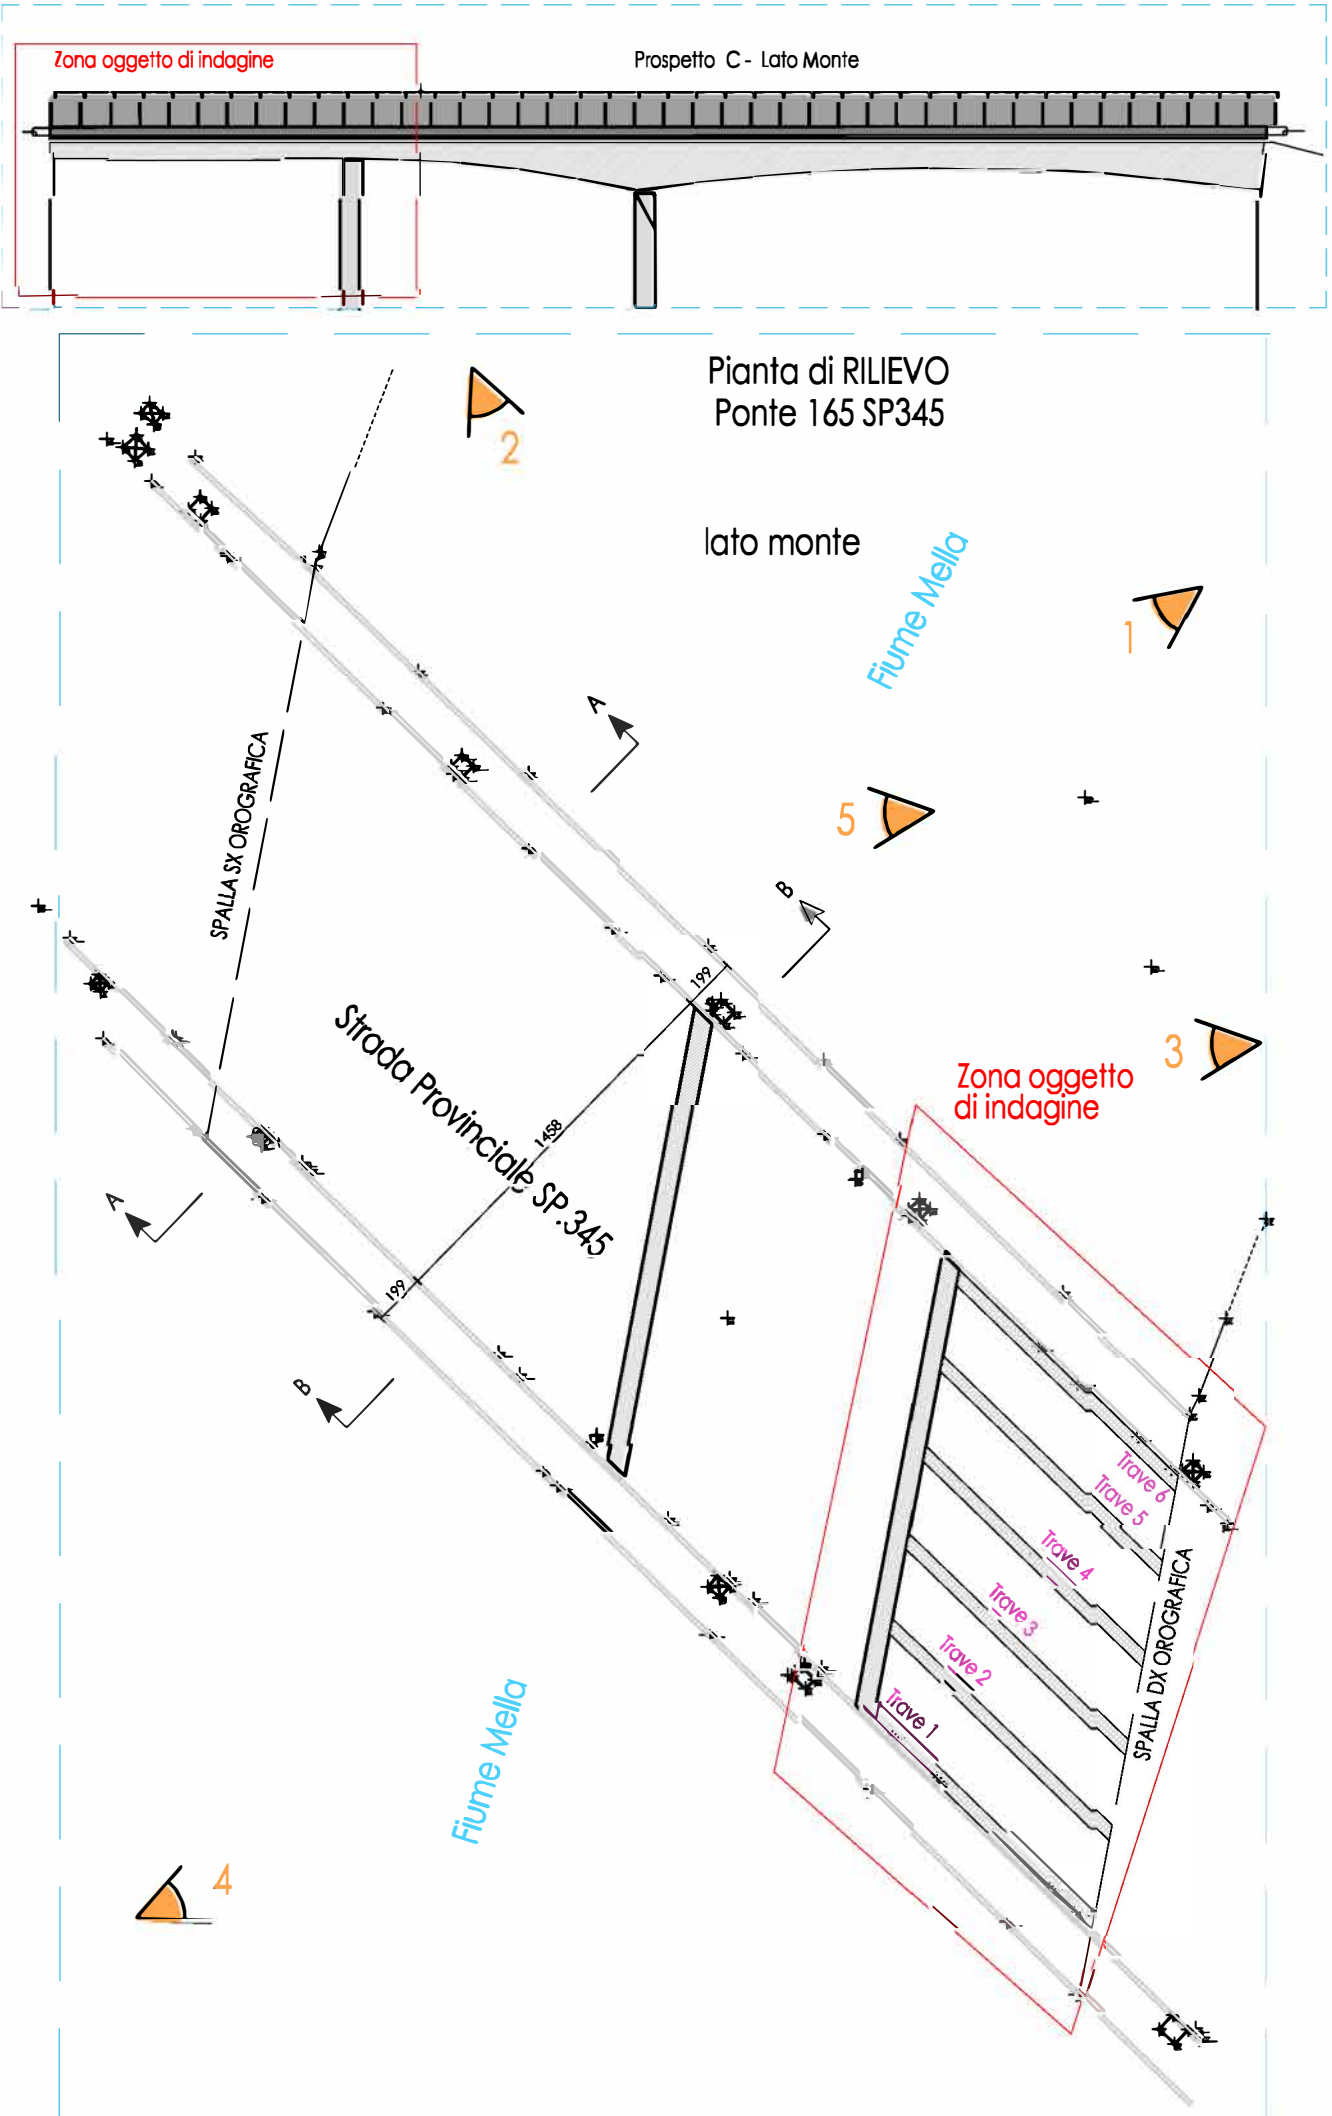 Zona oggetto di indagine
Prospetto C - Lato Monte
Pianta di RILIEVO
Ponte 165 SP345
2
lato monte
Fiume Mella
1
A
SPALLA SX OROGRAFICA
5
B
199
Strada Provinciale SP.345
3
Zona oggetto
di indagine
1458
A
199
B
Trave 6
Trave 5
Trave 4
Trave 3
Trave 2
Trave 1
SPALLA DX OROGRAFICA
Fiume Mella
4